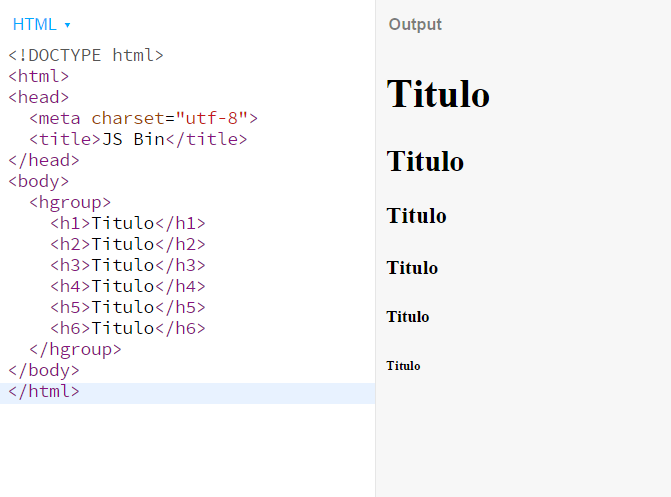 HTML
<!DOCTYPE html>
<html>
<head>
  <meta charset="utf-8">
  <title>JS Bin</title>
</head>
<body>
  <hgroup>
    <h1>Titulo</h1>
    <h2>Titulo</h2>
    <h3>Titulo</h3>
    <h4>Titulo</h4>
    <h5>Titulo</h5>
    <h6>Titulo</h6>
  </hgroup>
</body>
</html>
Output
Titulo
Titulo
Titulo
Titulo
Titulo
Titulo